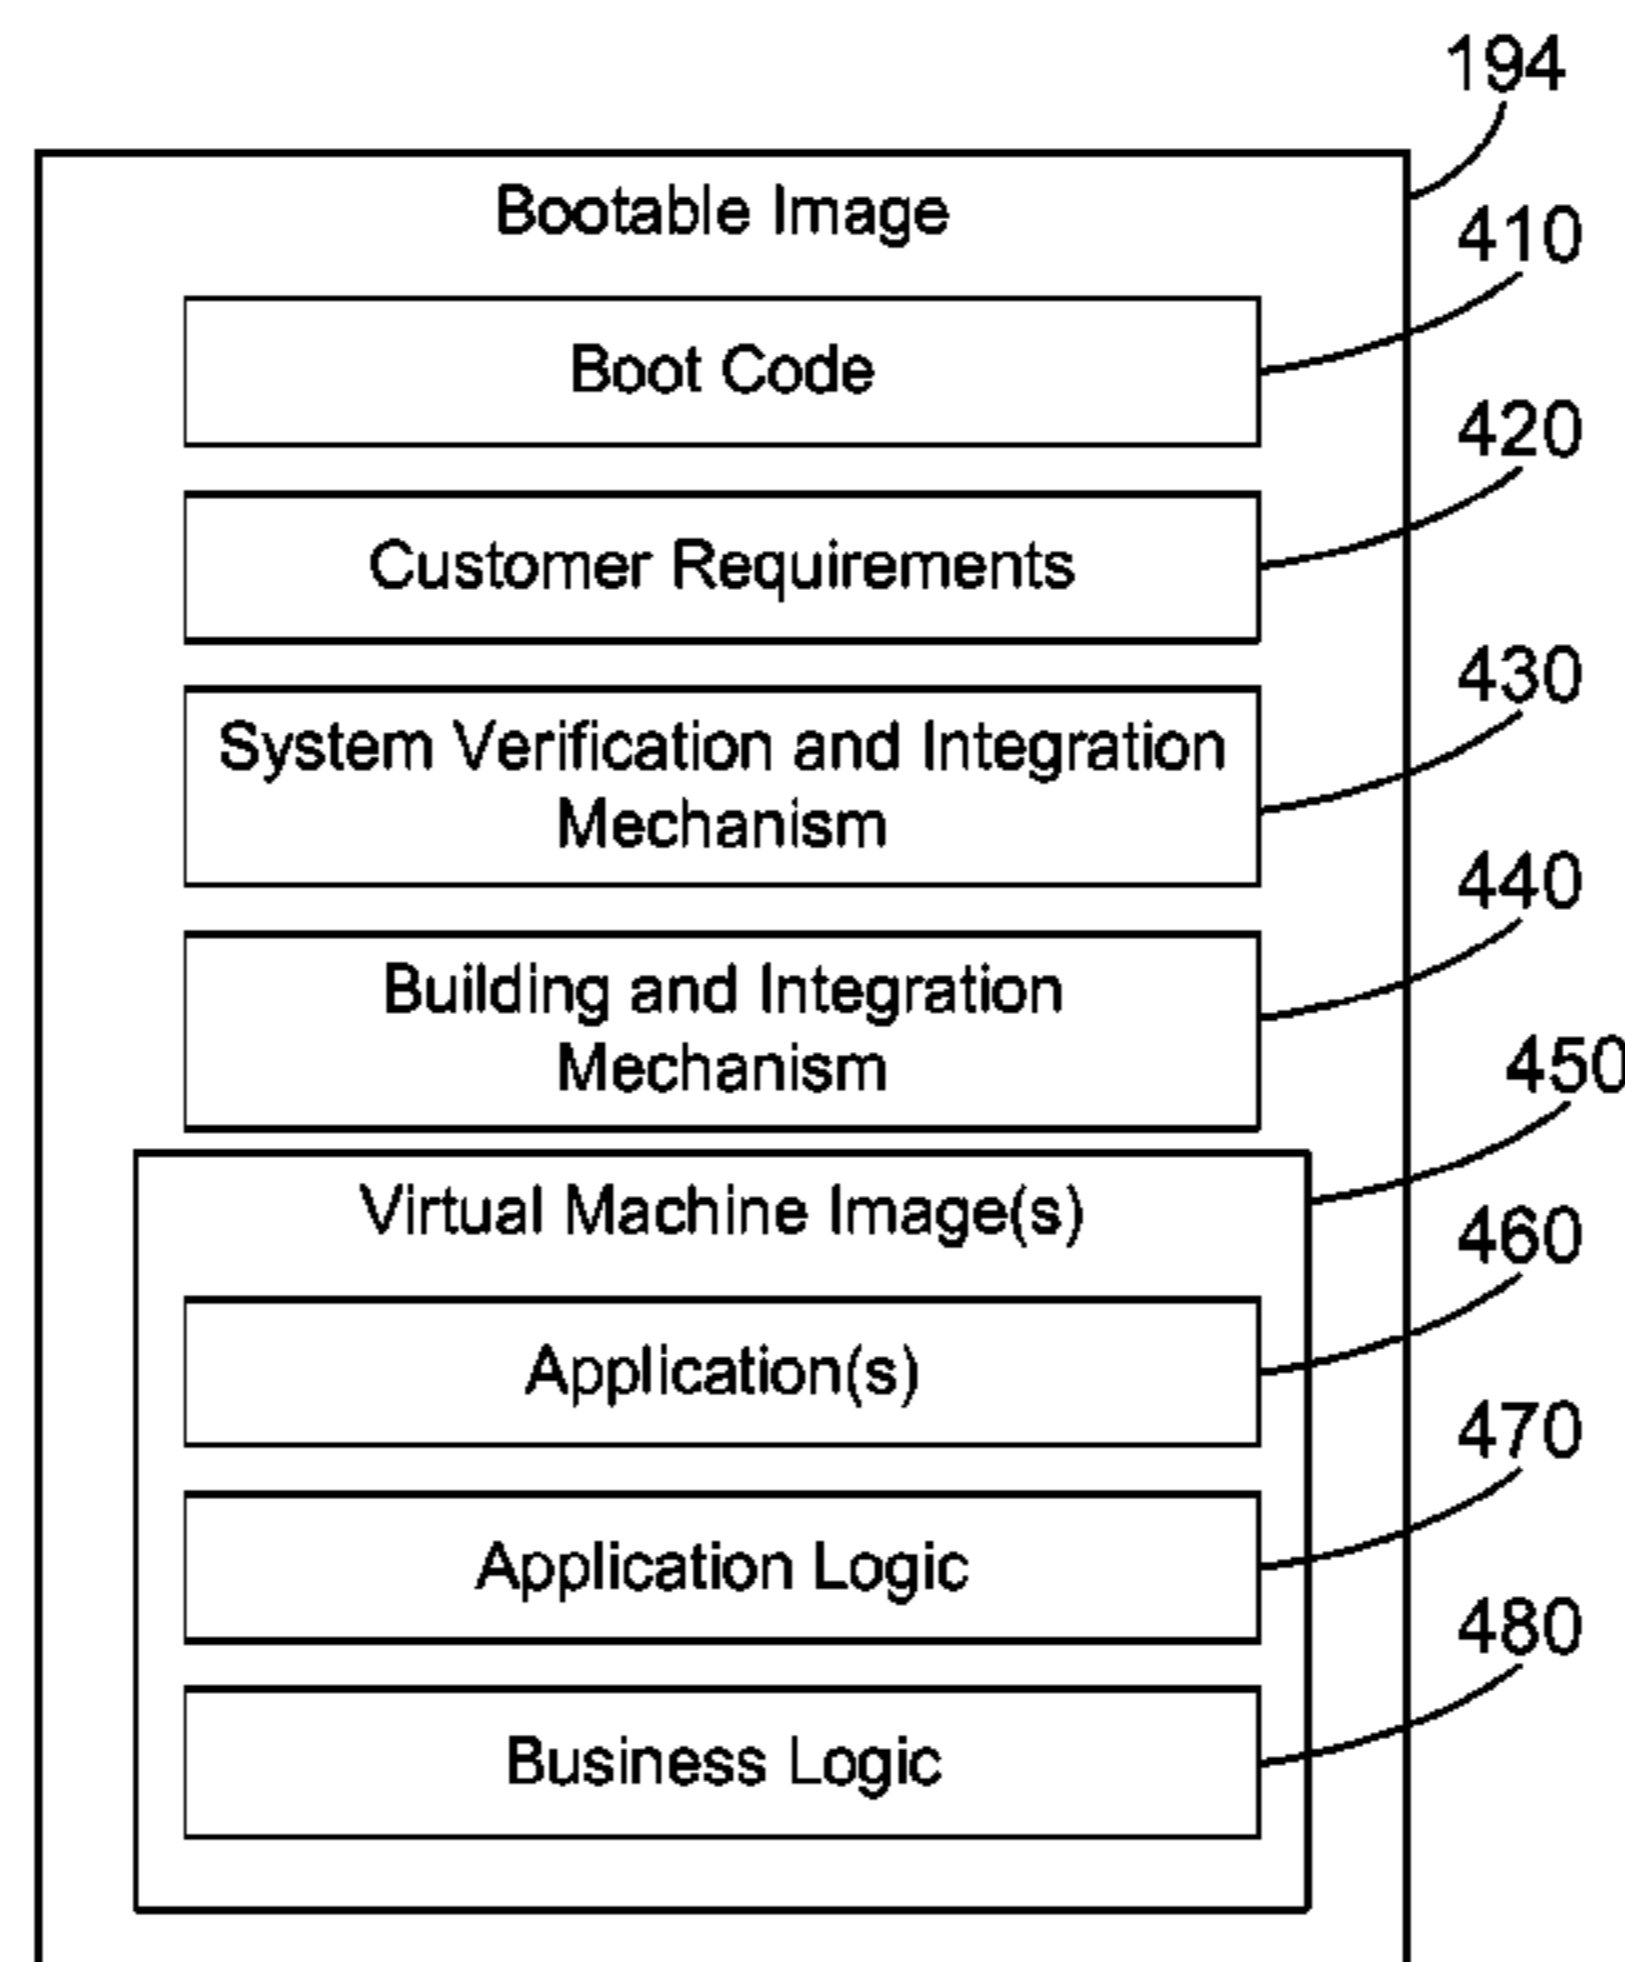 194
Bootable Image
410
Boot Code
420
Customer Requirements
430
System Verification and Integration
Mechanism
440
Building and Integration
Mechanism
450
Virtual Machine Image(s)
460
Application(s)
470
Application Logic
480
Business Logic